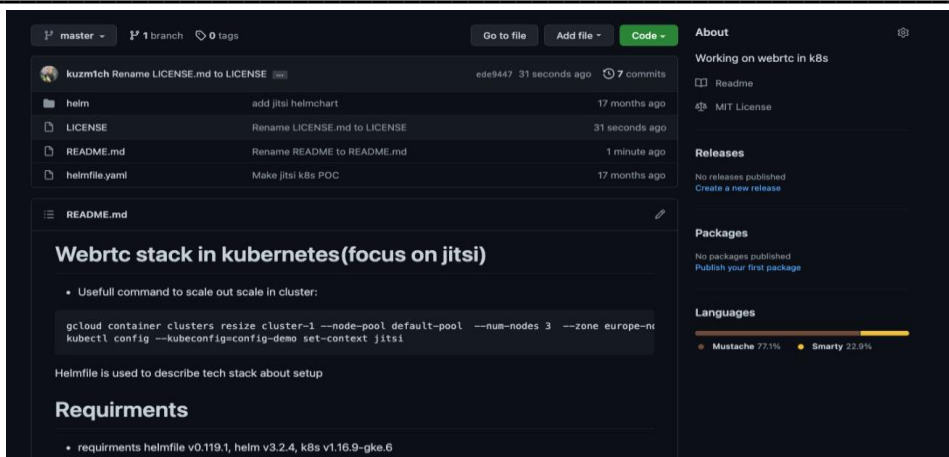 master
1 branch
0 tags
Go to file
Add file
Code
kuzm1ch Rename LICENSE.md to LICENSE ...
ede9447 31 seconds ago
7 commits
helm
add jitsi helmchart
17 months ago
LICENSE
Rename LICENSE.md to LICENSE
31 seconds ago
README.md
Rename README to README.md
1 minute ago
helmfile.yaml
Make jitsi k8s POC
17 months ago
README.md
Webrtc stack in kubernetes(focus on jitsi)
• Usefull command to scale out scale in cluster:
gcloud container clusters resize cluster-1 --node-pool default-pool --num-nodes 3 --zone
kubectl config --kubeconfig=config-demo set-context jitsi
Helmfile is used to describe tech stack about setup
Requirments
• requirments helmfile v0.119.1, helm v3.2.4, k8s v1.16.9-gke.6
About
Working on webrtc in k8s
Readme
MIT License
Releases
No releases published
Create a new release
Packages
No packages published
Publish your first package
Languages
Mustache 77.1%
Smarty 22.9%